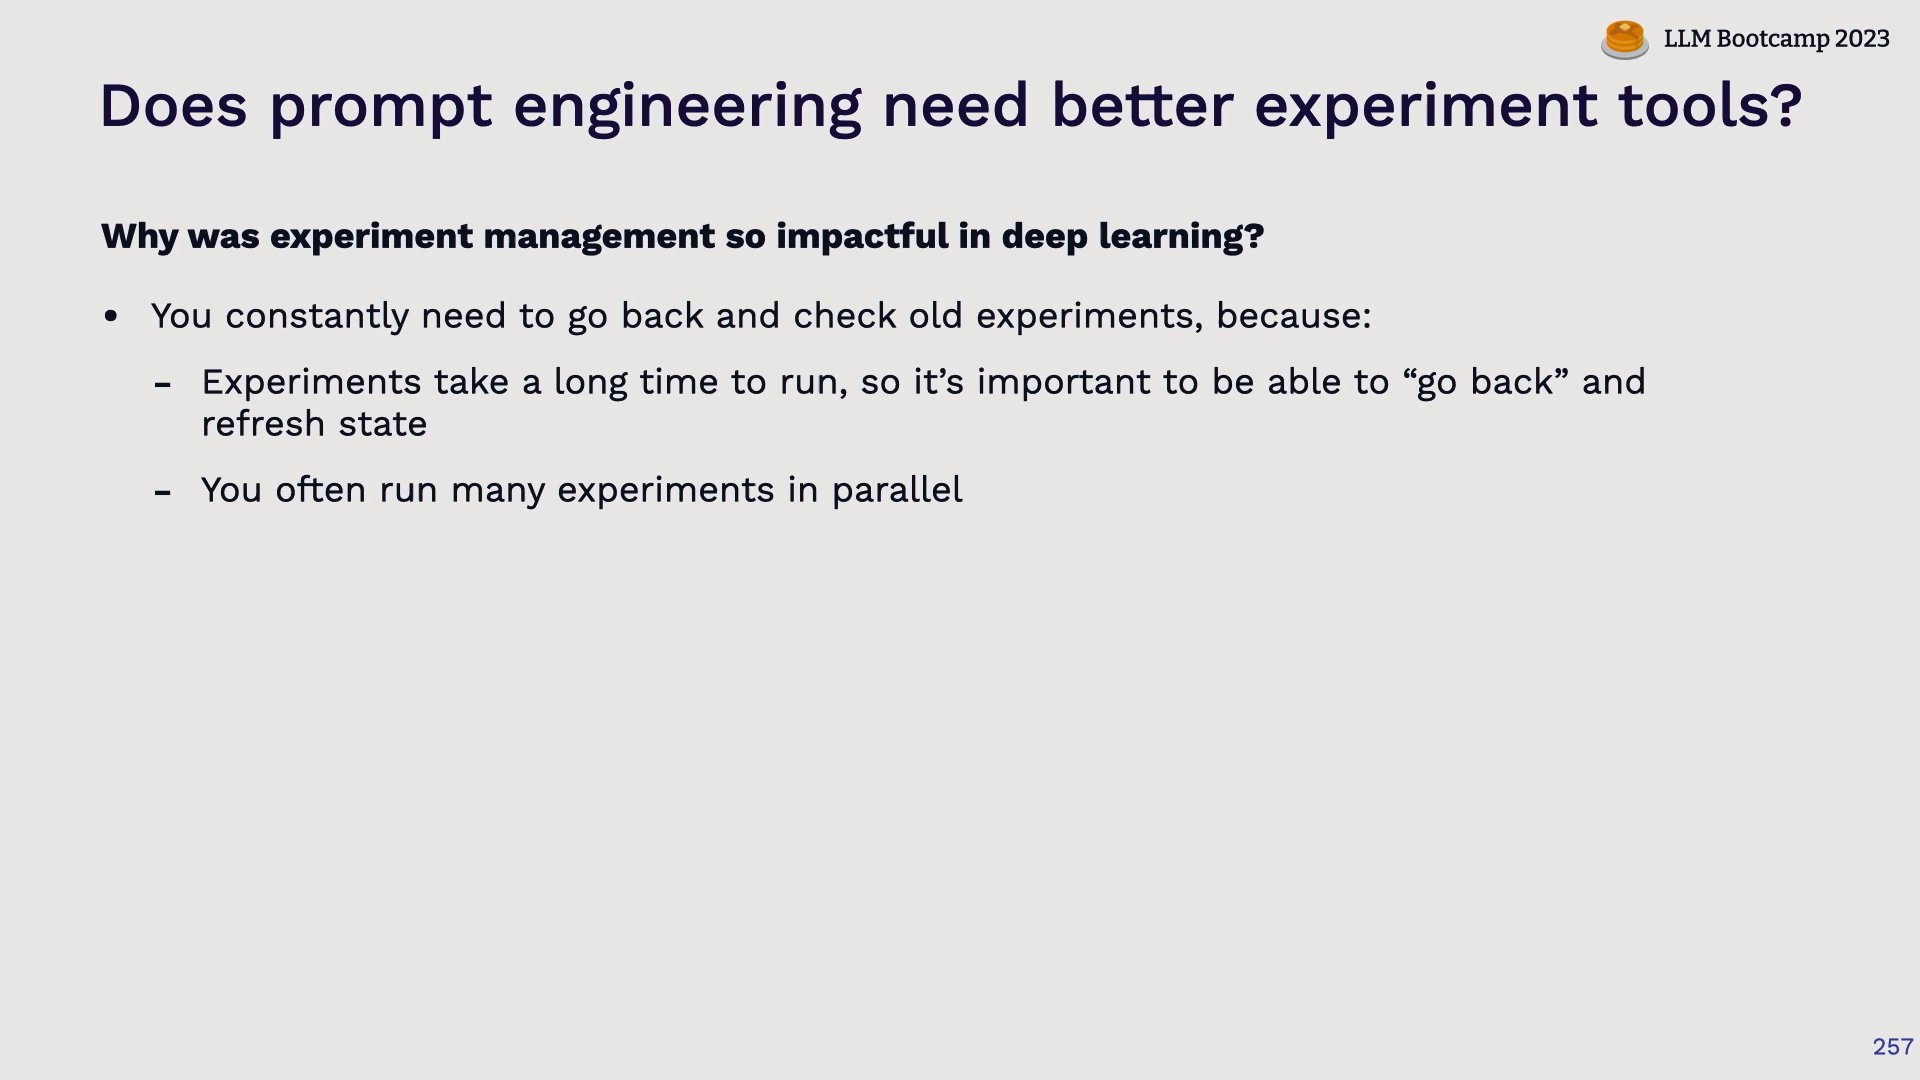 LLM Bootcamp 2023
Does prompt engineering need better experiment tools?
Why was experiment management so impactful in deep learning?
• You constantly need to go back and check old experiments, because:
- Experiments take a long time to run, so it’s important to be able to “go back” and
refresh state
- You often run many experiments in parallel
257